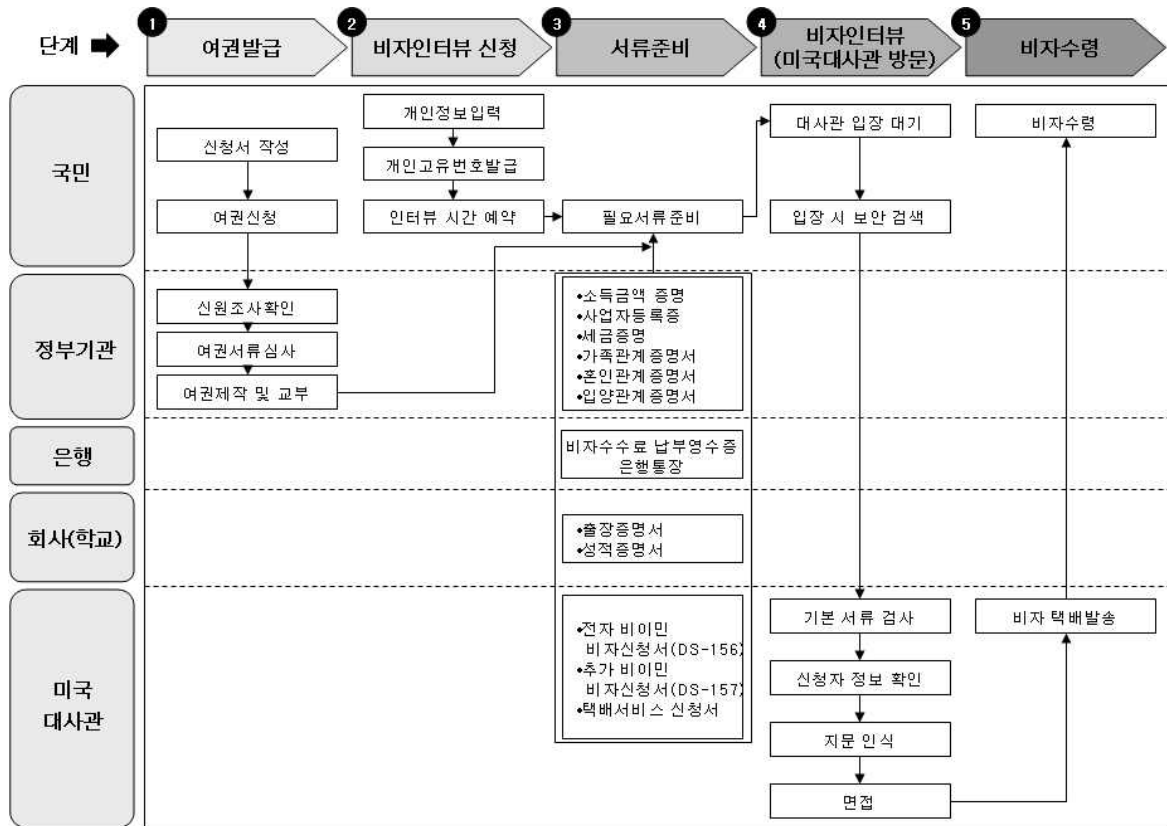 단계
1
여권발급
2
비자인터뷰 신청
3
서류준비
4
비자인터뷰
(미국대사관 방문)
5
비자수령
국민
신청서 작성
여권신청
개인정보입력
개인고유번호발급
인터뷰 시간 예약
필요서류준비
대사관 입장 대기
입장 시 보안 검색
비자수령
정부기관
신원조사확인
여권서류심사
여권제작 및 교부
•소득금액 증명
•사업자등록증
•세금증명
•가족관계증명서
•혼인관계증명서
•입양관계증명서
은행
비자수수료 납부영수증
은행통장
회사(학교)
•출장증명서
•성적증명서
미국
대사관
•전자 비이민
비자신청서(DS-156)
•추가 비이민
비자신청서(DS-157)
•택배서비스 신청서
기본 서류 검사
신청자 정보 확인
지문 인식
면접
비자 택배발송